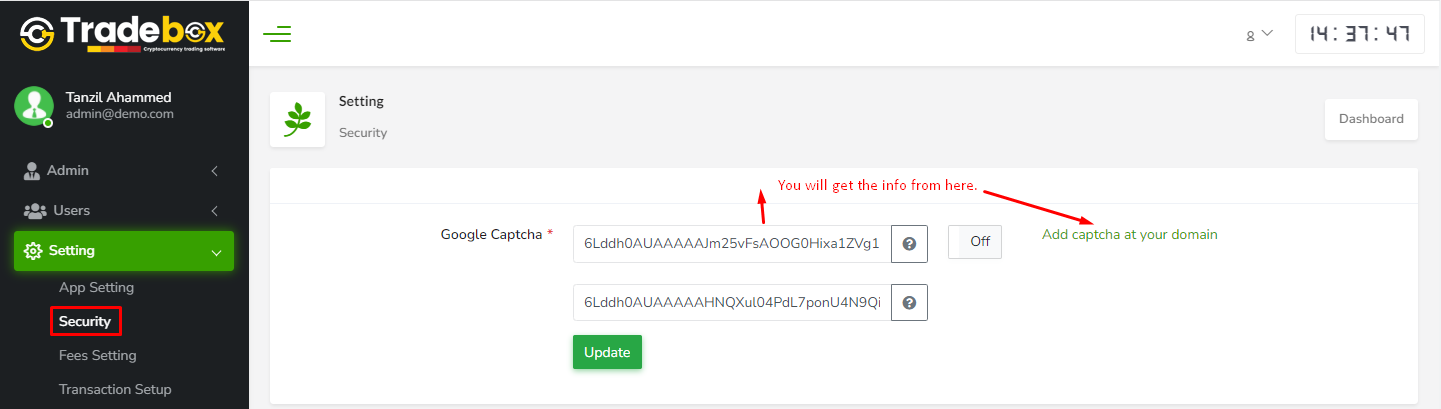 Tradebox
Cryptocurrency trading software
14:37:47
Tanzil Ahammed
admin@demo.com
Setting
Security
Dashboard
Admin
Users
Setting
App Setting
Security
Fees Setting
Transaction Setup
You will get the info from here.
Google Captcha *
6Lddh0AUAAAAAJm25vFsAOOG0Hixa1ZVg1
?
Off
Add captcha at your domain
6Lddh0AUAAAAAHNQXul04PdL7ponU4N9Qi
?
Update